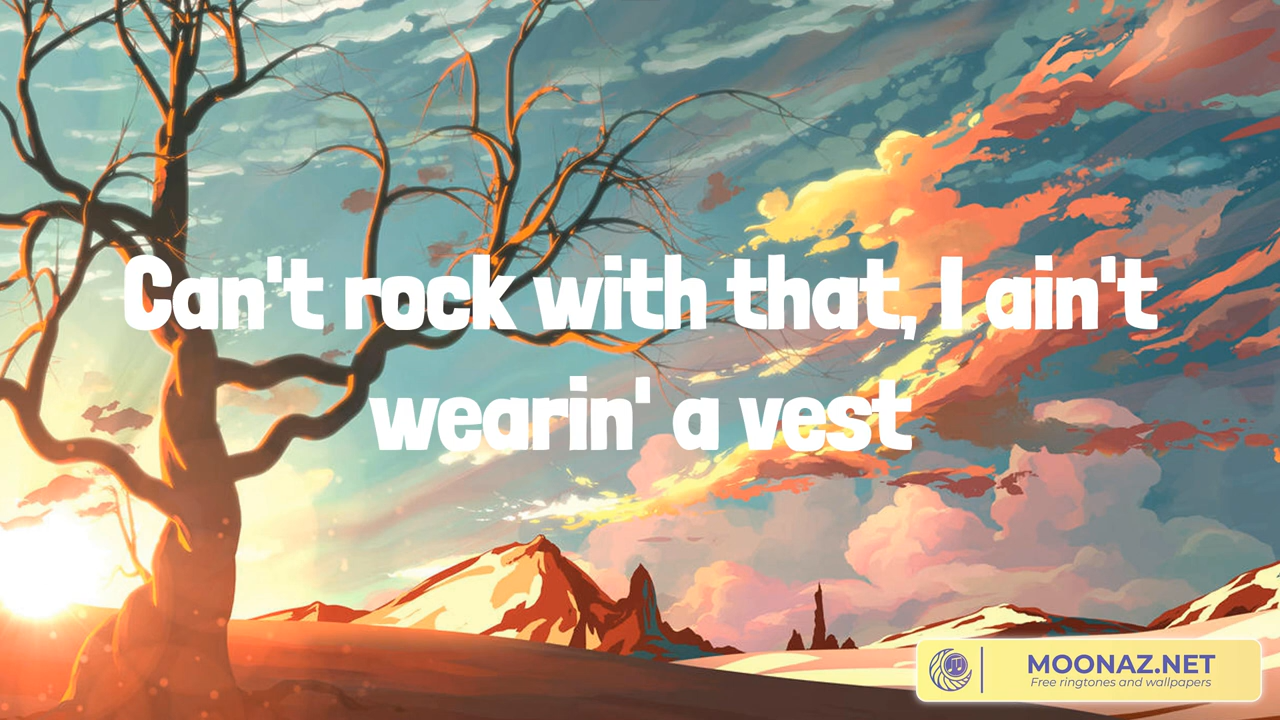 Can't rock with that, I ain't
wearin' a vest
MOONAZ.NET
Free ringtones and wallpapers